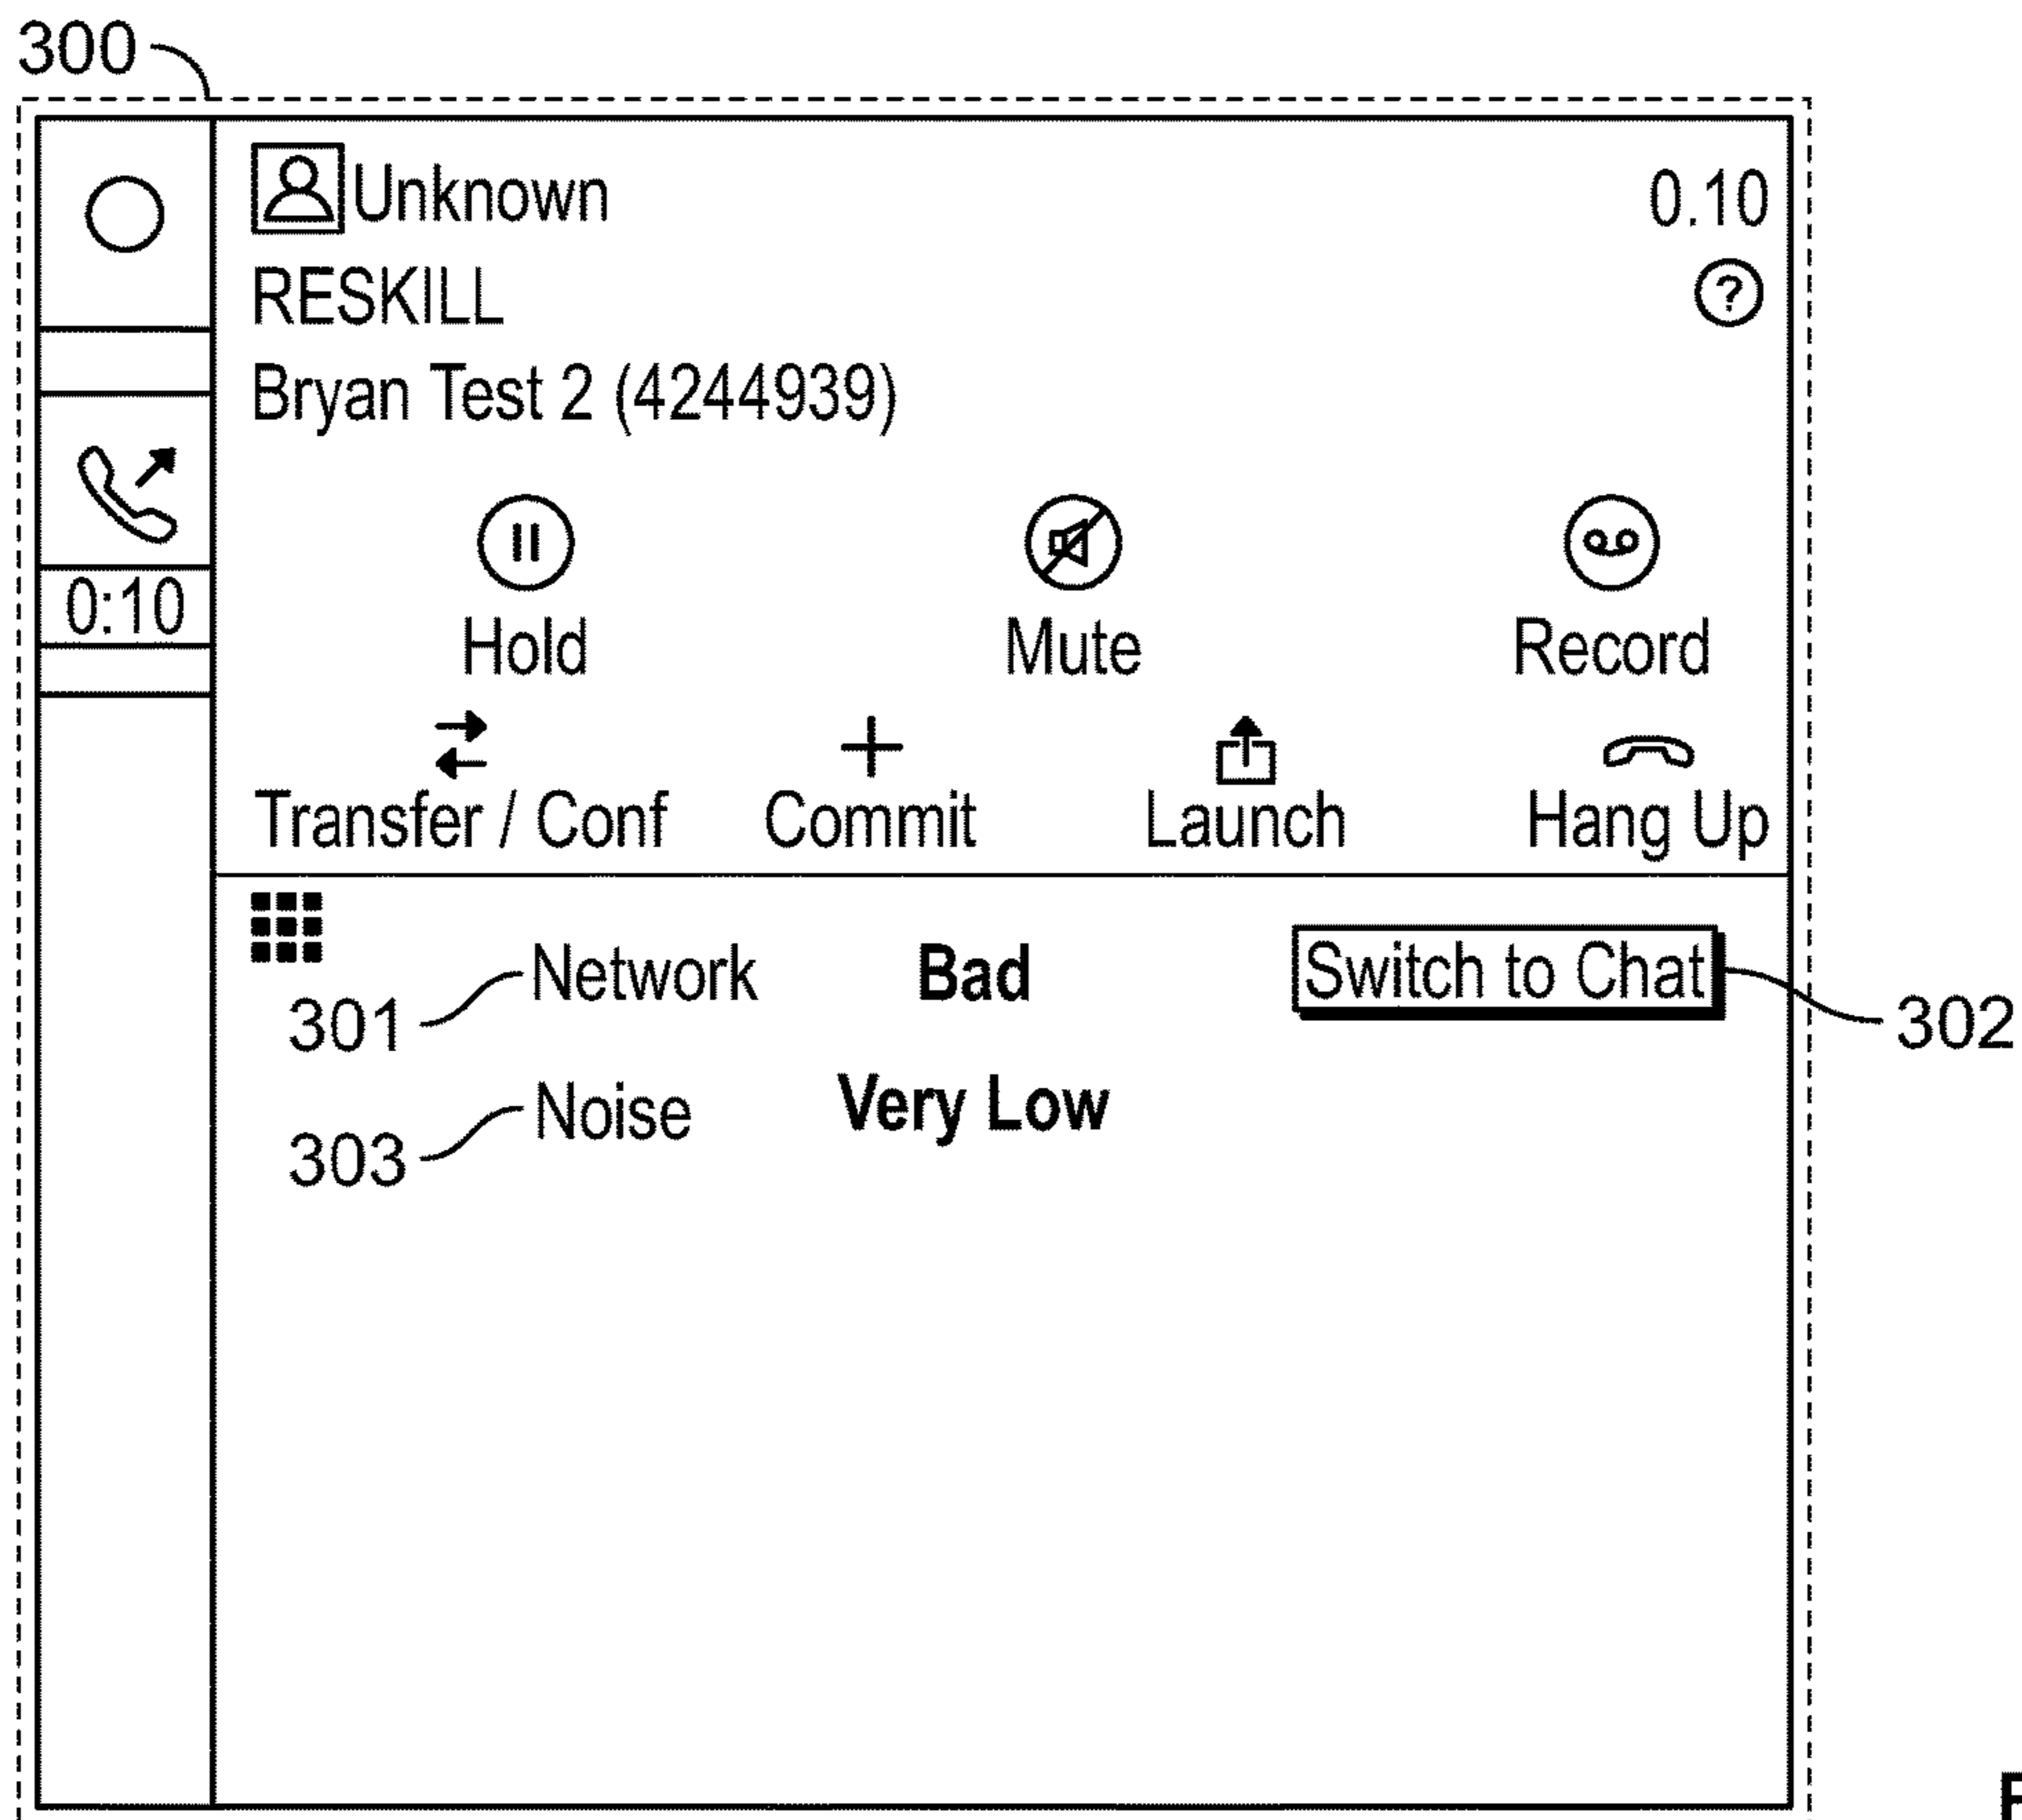 300
Unknown 0.10
RESKILL ?
Bryan Test 2 (4244939)
0:10
Hold Mute Record
Transfer / Conf Commit Launch Hang Up
Network Bad Switch to Chat
301 302
Noise Very Low
303